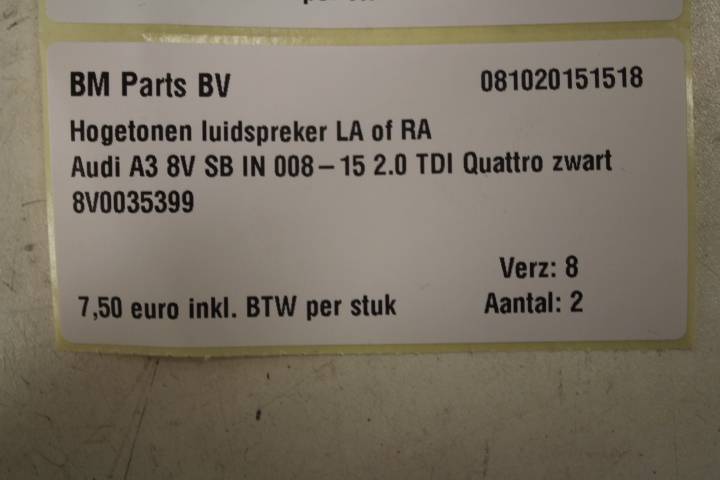 BM Parts BV 081020151518
Hogetonen luidspreker LA of RA
Audi A3 8V SB IN 008-15 2.0 TDI Quattro zwart
8V0035399
Verz: 8
7,50 euro inkl. BTW per stuk Aantal: 2